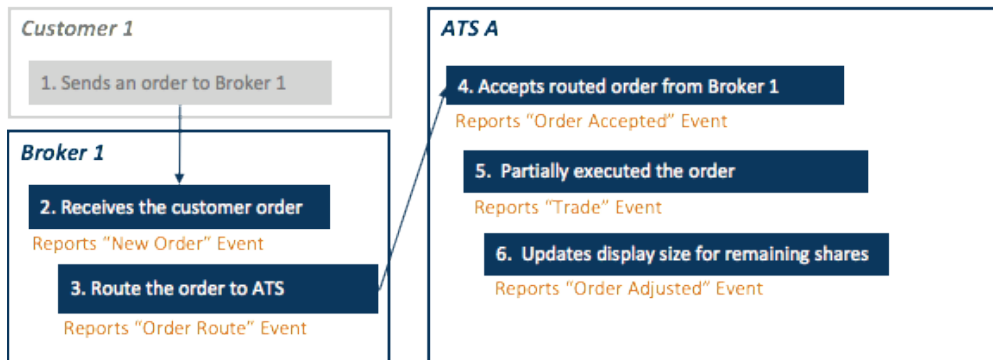 Customer 1
1. Sends an order to Broker 1
Broker 1
2. Receives the customer order
Reports "New Order" Event
3. Route the order to ATS
Reports "Order Route" Event
ATS A
4. Accepts routed order from Broker 1
Reports "Order Accepted" Event
5. Partially executed the order
Reports "Trade" Event
6. Updates display size for remaining shares
Reports "Order Adjusted" Event